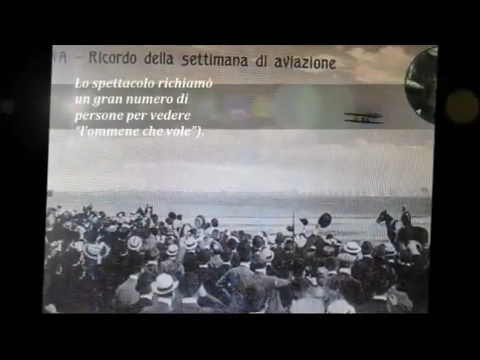 A - Ricordo della settimana di aviazione
Lo spettacolo richiamò
un gran numero di
persone per vedere
"l'ommene che vole").